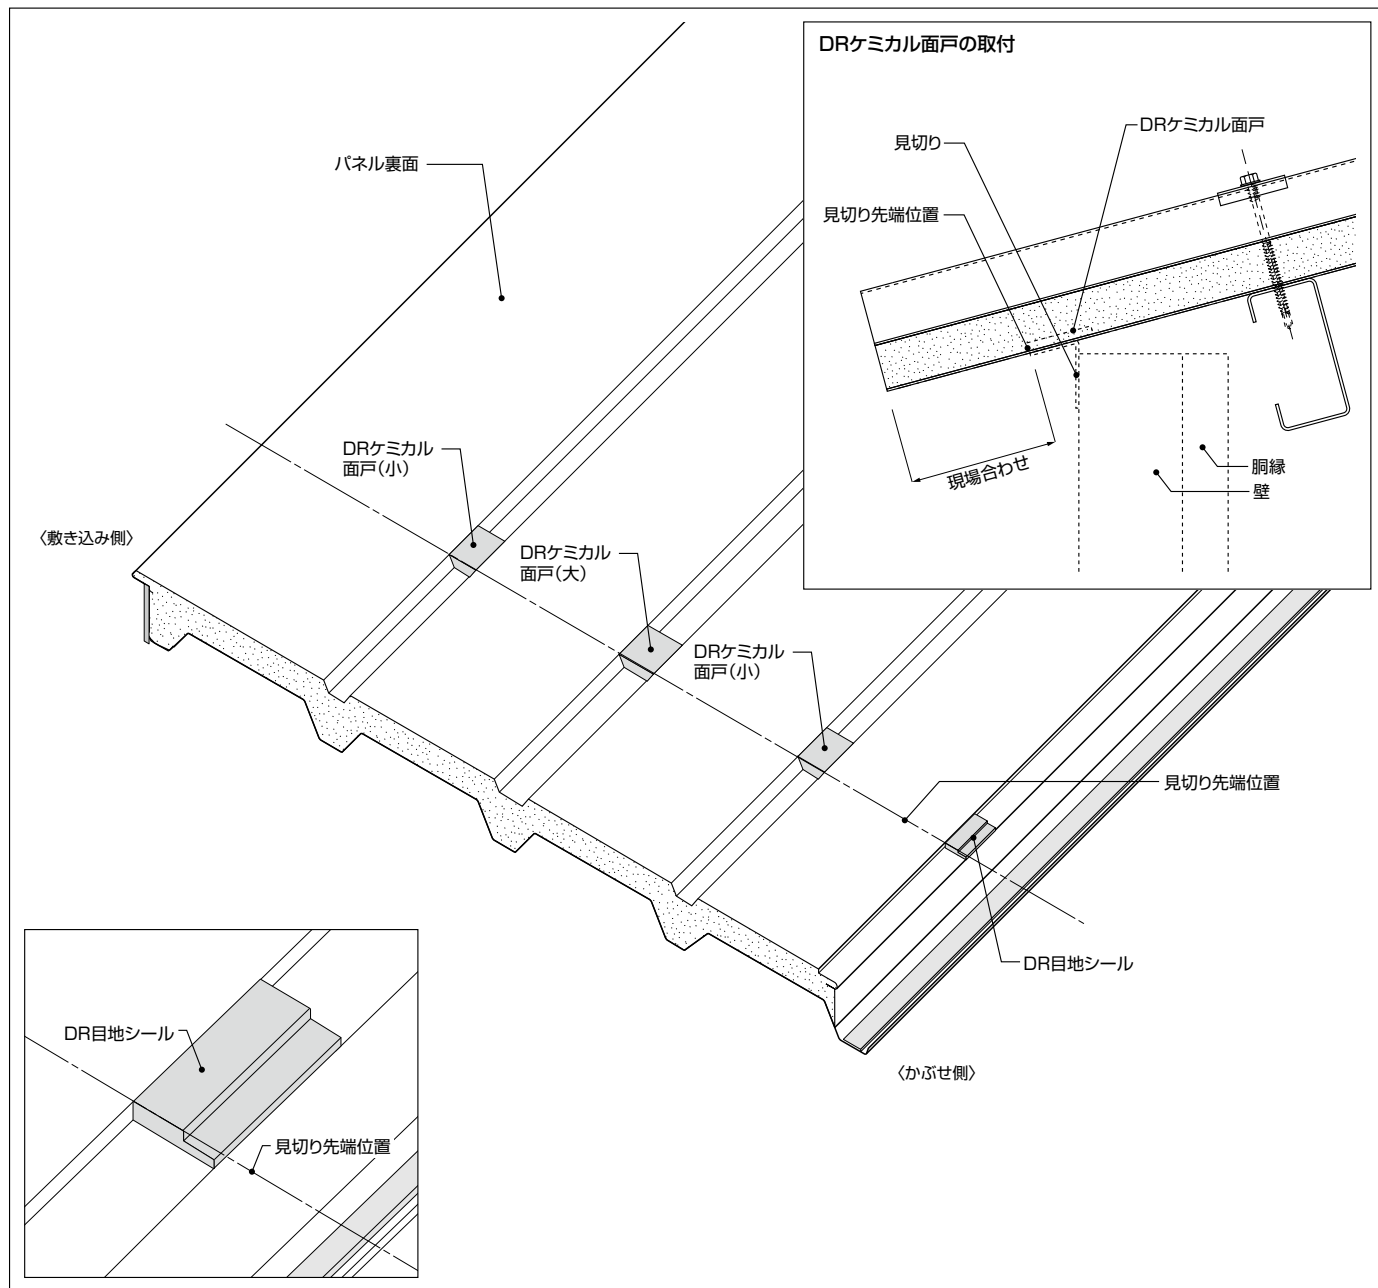 DRケミカル面戸の取付
DRケミカル面戸
見切り
見切り先端位置
現場合わせ
胴縁
壁
パネル裏面
DRケミカル
面戸(小)
〈敷き込み側〉
DRケミカル
面戸(大)
DRケミカル
面戸(小)
見切り先端位置
DR目地シール
〈かぶせ側〉
DR目地シール
見切り先端位置